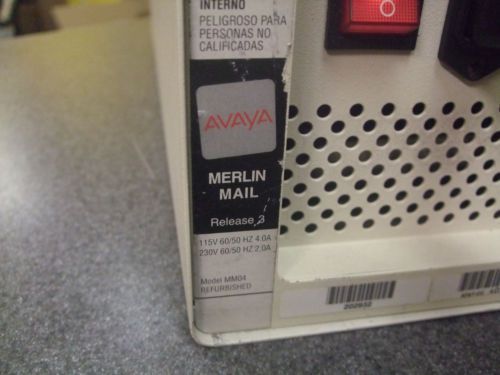 INTERNO
PELIGROSO PARA
PERSONAS NO
CALIFICADAS
AVAYA
MERLIN
MAIL
Release 3
115V 60/50 HZ 4.0A
230V 60/50 HZ 2.0A
Model MM04
REFURBISHED
202932